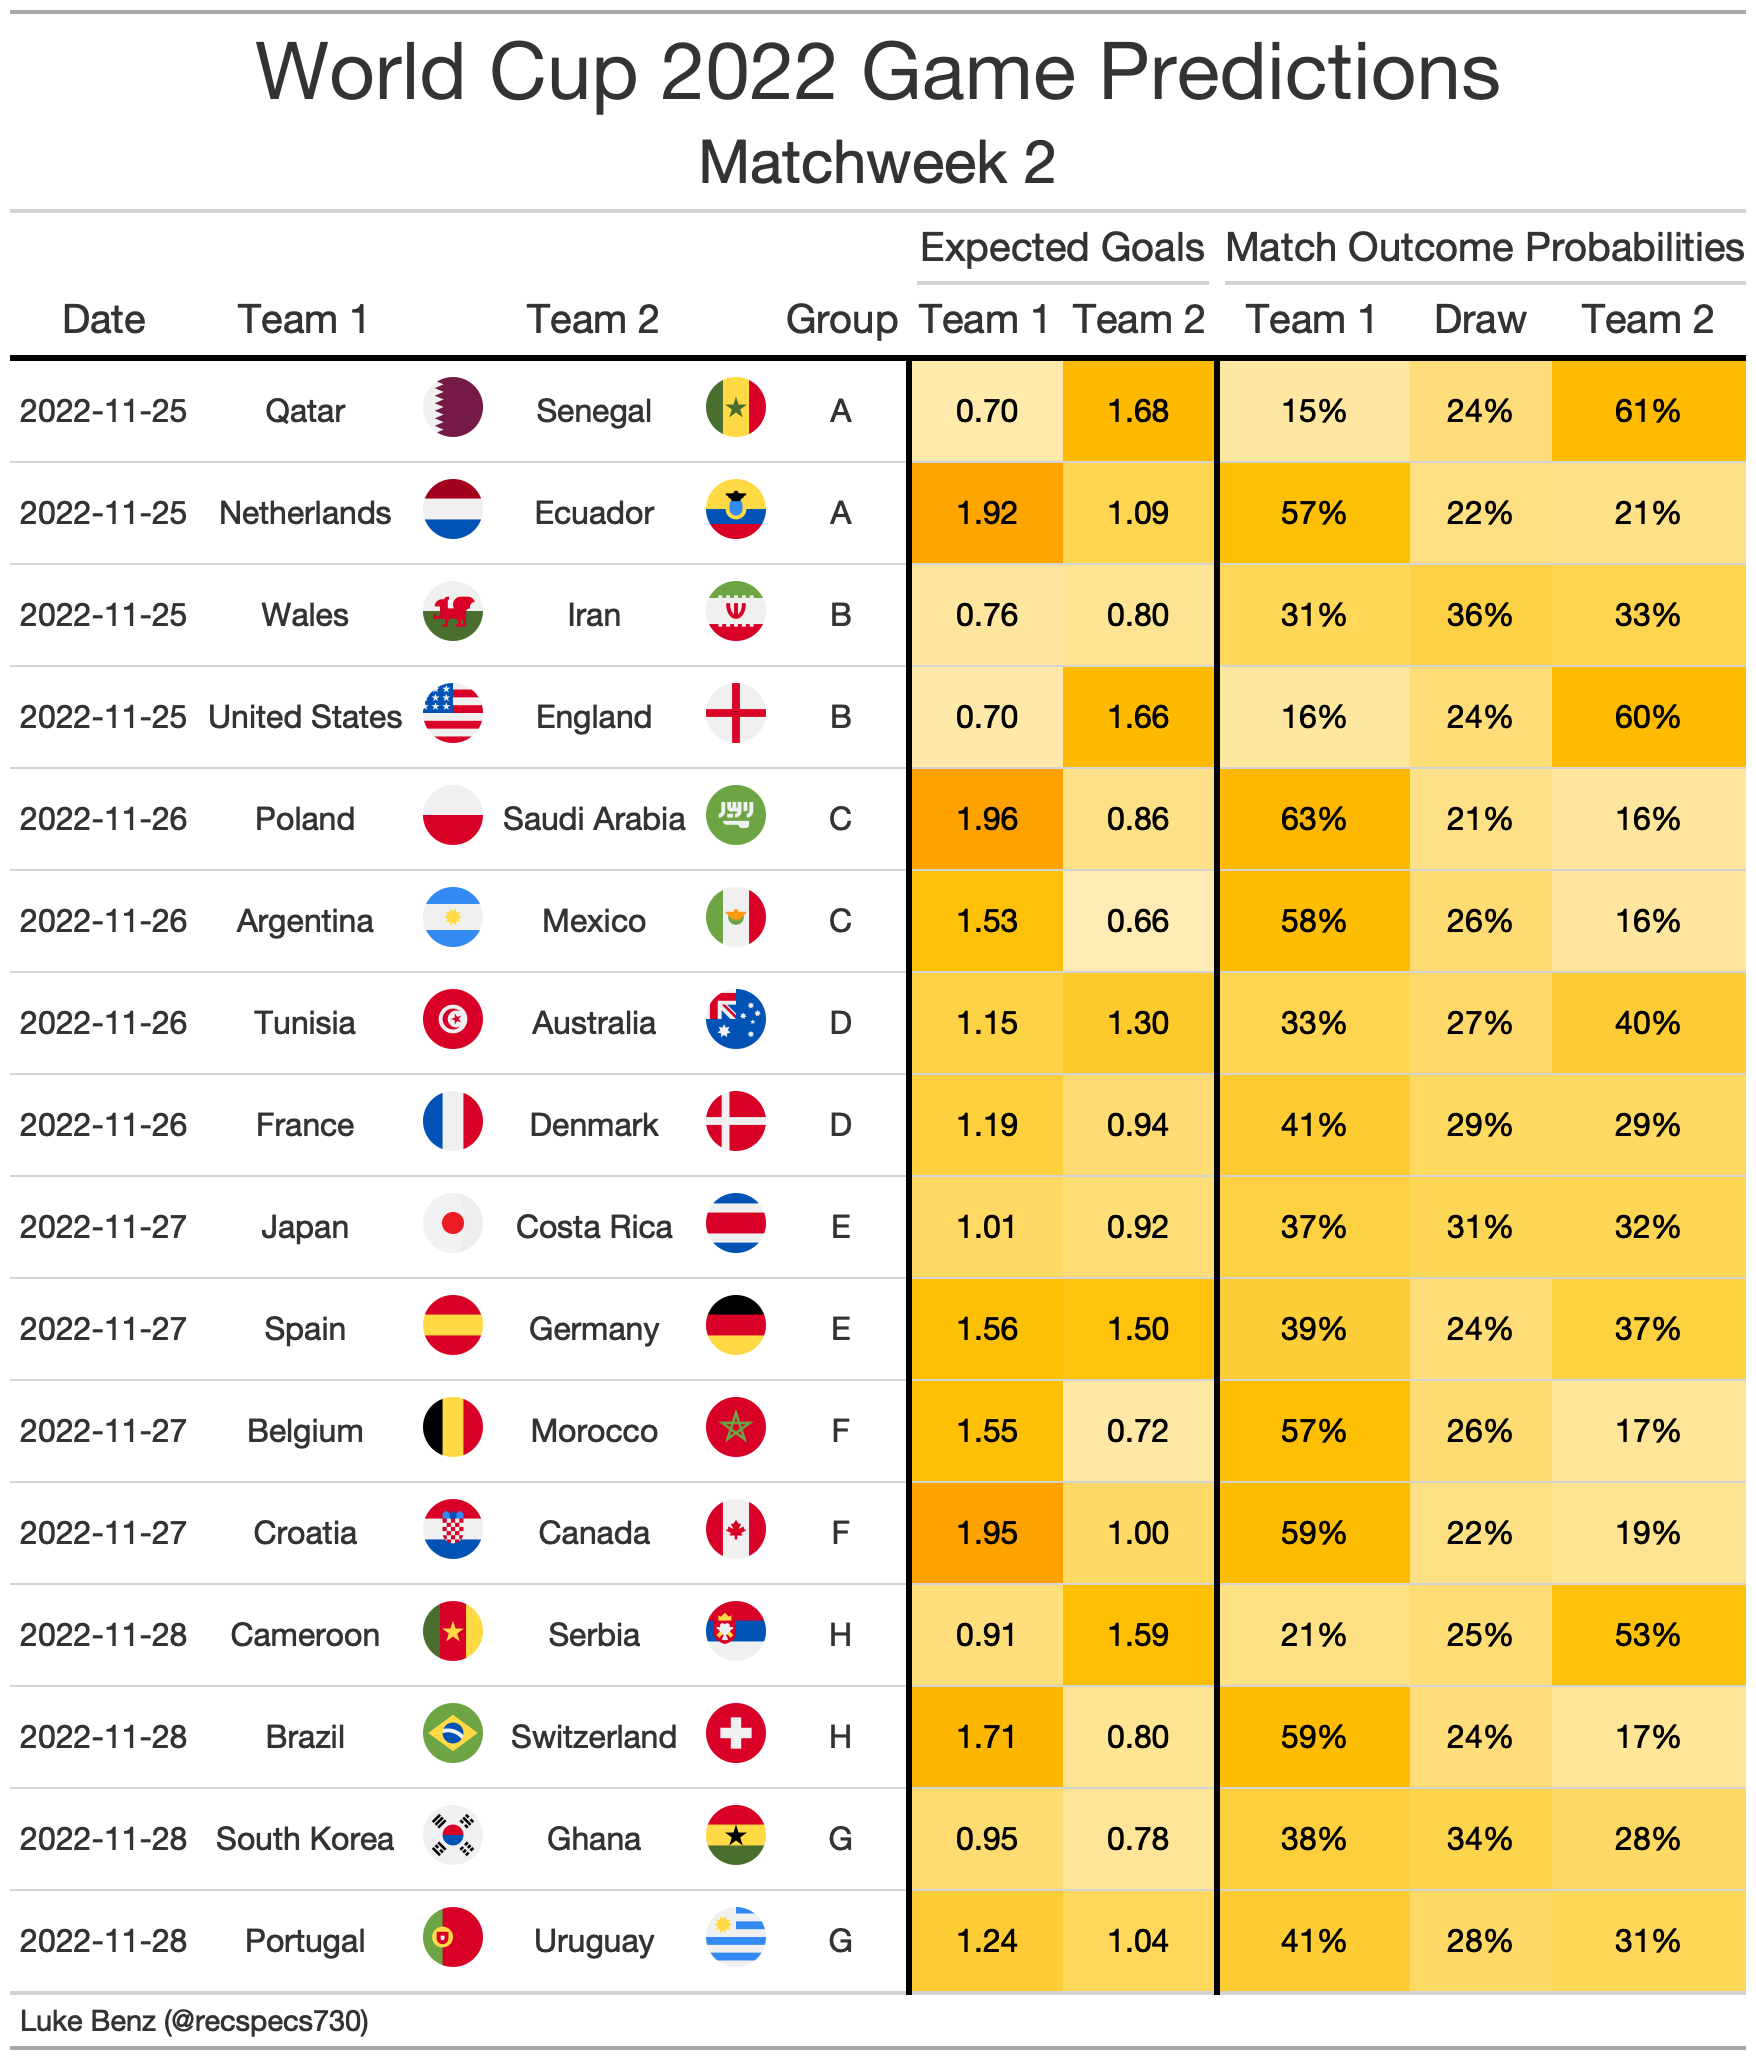 World Cup 2022 Game Predictions
Matchweek 2
Expected Goals Match Outcome Probabilities
Date Team 1 Team 2 Group Team 1 Team 2 Team 1 Draw Team 2
2022-11-25 Qatar Senegal A 0.70 1.68 15% 24% 61%
2022-11-25 Netherlands Ecuador A 1.92 1.09 57% 22% 21%
2022-11-25 Wales Iran B 0.76 0.80 31% 36% 33%
2022-11-25 United States England B 0.70 1.66 16% 24% 60%
2022-11-26 Poland Saudi Arabia C 1.96 0.86 63% 21% 16%
2022-11-26 Argentina Mexico C 1.53 0.66 58% 26% 16%
2022-11-26 Tunisia Australia D 1.15 1.30 33% 27% 40%
2022-11-26 France Denmark D 1.19 0.94 41% 29% 29%
2022-11-27 Japan Costa Rica E 1.01 0.92 37% 31% 32%
2022-11-27 Spain Germany E 1.56 1.50 39% 24% 37%
2022-11-27 Belgium Morocco F 1.55 0.72 57% 26% 17%
2022-11-27 Croatia Canada F 1.95 1.00 59% 22% 19%
2022-11-28 Cameroon Serbia H 0.91 1.59 21% 25% 53%
2022-11-28 Brazil Switzerland H 1.71 0.80 59% 24% 17%
2022-11-28 South Korea Ghana G 0.95 0.78 38% 34% 28%
2022-11-28 Portugal Uruguay G 1.24 1.04 41% 28% 31%
Luke Benz (@recspecs730)